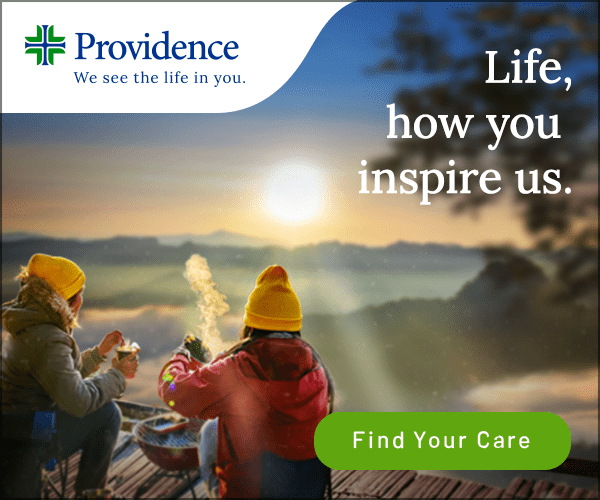 Providence
We see the life in you.
Life,
how you
inspire us.
Find Your Care